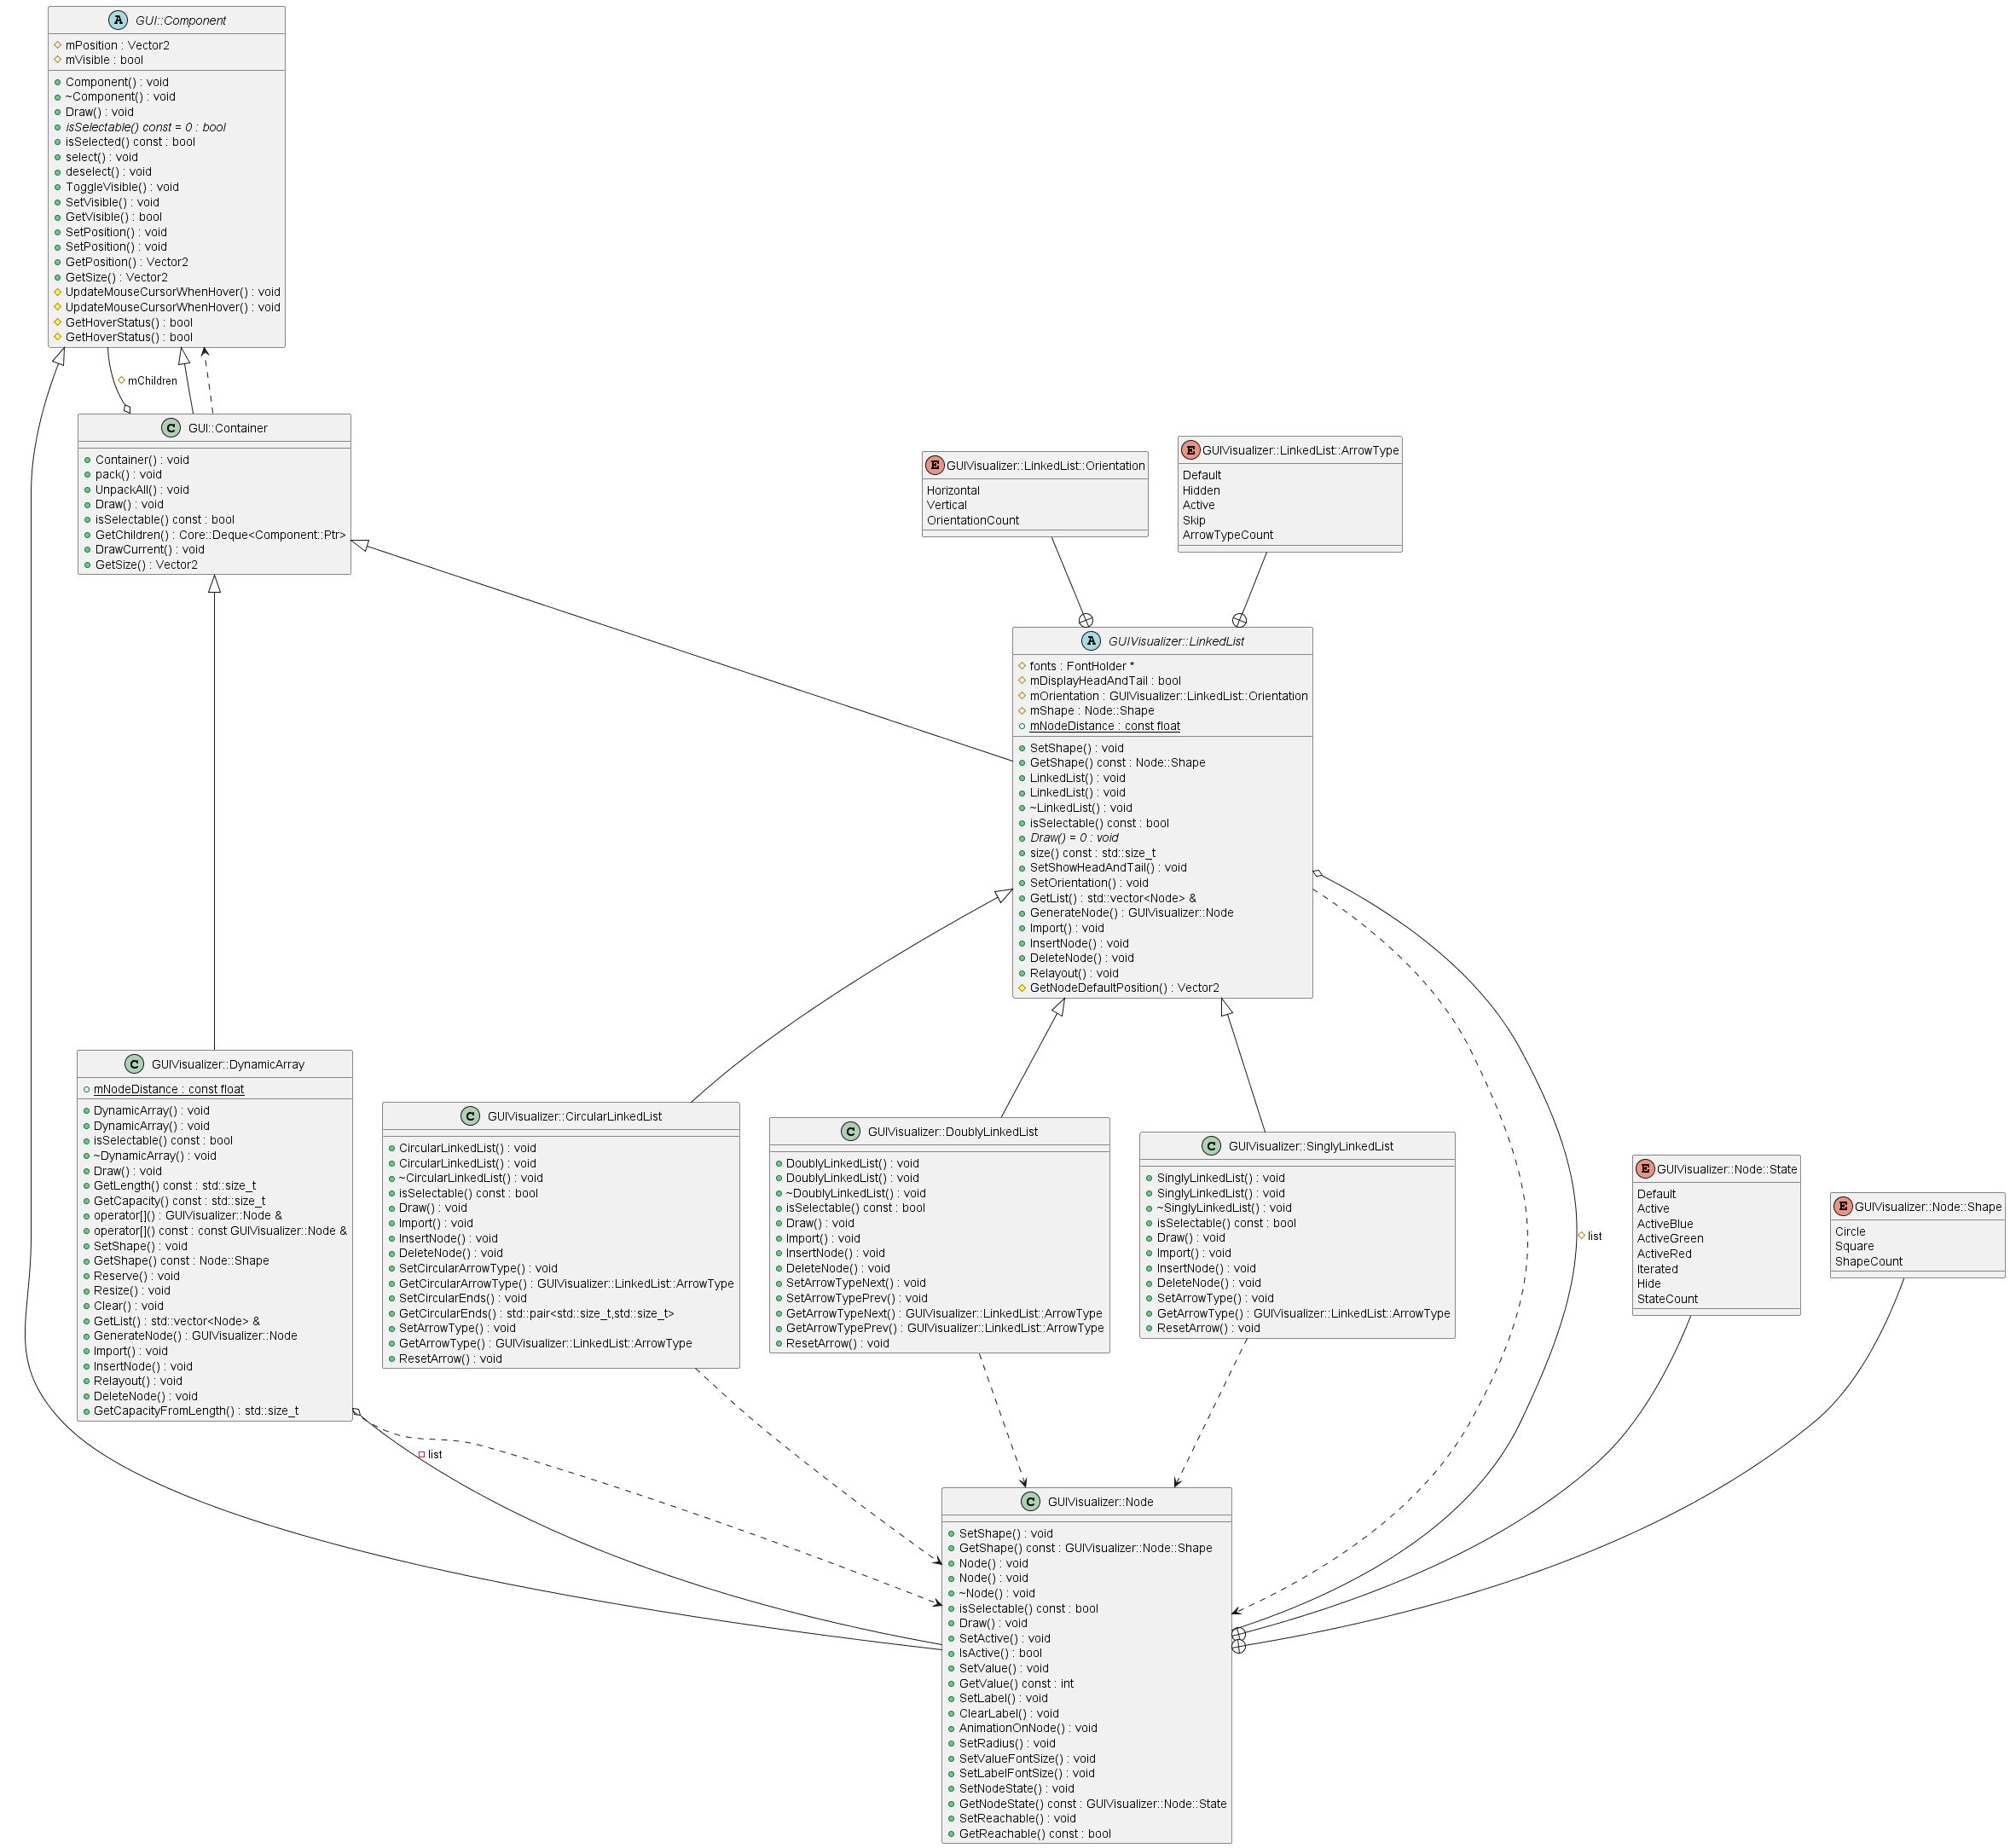 A GUI::Component
mPosition : Vector2
mVisible : bool
Component() : void
~Component() : void
Draw() : void
isSelectable() const = 0 : bool
isSelected() const : bool
select() : void
deselect() : void
ToggleVisible() : void
SetVisible() : void
GetVisible() : bool
SetPosition() : void
SetPosition() : void
GetPosition() : Vector2
GetSize() : Vector2
UpdateMouseCursorWhenHover() : void
UpdateMouseCursorWhenHover() : void
GetHoverStatus() : bool
GetHoverStatus() : bool
mChildren
C GUI::Container
Container() : void
pack() : void
UnpackAll() : void
Draw() : void
isSelectable() const : bool
GetChildren() : Core::Deque<Component::Ptr>
DrawCurrent() : void
GetSize() : Vector2
E GUIVisualizer::LinkedList::Orientation
Horizontal
Vertical
OrientationCount
E GUIVisualizer::LinkedList::ArrowType
Default
Hidden
Active
Skip
ArrowTypeCount
A GUIVisualizer::LinkedList
fonts : FontHolder *
mDisplayHeadAndTail : bool
mOrientation : GUIVisualizer::LinkedList::Orientation
mShape : Node::Shape
mNodeDistance : const float
SetShape() : void
GetShape() const : Node::Shape
LinkedList() : void
LinkedList() : void
~LinkedList() : void
isSelectable() const : bool
Draw() = 0 : void
size() const : std::size_t
SetShowHeadAndTail() : void
SetOrientation() : void
GetList() : std::vector<Node> &
GenerateNode() : GUIVisualizer::Node
Import() : void
InsertNode() : void
DeleteNode() : void
Relayout() : void
GetNodeDefaultPosition() : Vector2
C GUIVisualizer::DynamicArray
mNodeDistance : const float
DynamicArray() : void
DynamicArray() : void
isSelectable() const : bool
~DynamicArray() : void
Draw() : void
GetLength() const : std::size_t
GetCapacity() const : std::size_t
operator[]() : GUIVisualizer::Node &
operator[]() const : const GUIVisualizer::Node &
SetShape() : void
GetShape() const : Node::Shape
Reserve() : void
Resize() : void
Clear() : void
GetList() : std::vector<Node> &
GenerateNode() : GUIVisualizer::Node
Import() : void
InsertNode() : void
Relayout() : void
DeleteNode() : void
GetCapacityFromLength() : std::size_t
C GUIVisualizer::CircularLinkedList
CircularLinkedList() : void
CircularLinkedList() : void
~CircularLinkedList() : void
isSelectable() const : bool
Draw() : void
Import() : void
InsertNode() : void
DeleteNode() : void
SetCircularArrowType() : void
GetCircularArrowType() : GUIVisualizer::LinkedList::ArrowType
SetCircularEnds() : void
GetCircularEnds() : std::pair<std::size_t,std::size_t>
SetArrowType() : void
GetArrowType() : GUIVisualizer::LinkedList::ArrowType
ResetArrow() : void
C GUIVisualizer::DoublyLinkedList
DoublyLinkedList() : void
DoublyLinkedList() : void
~DoublyLinkedList() : void
isSelectable() const : bool
Draw() : void
Import() : void
InsertNode() : void
DeleteNode() : void
SetArrowTypeNext() : void
SetArrowTypePrev() : void
GetArrowTypeNext() : GUIVisualizer::LinkedList::ArrowType
GetArrowTypePrev() : GUIVisualizer::LinkedList::ArrowType
ResetArrow() : void
C GUIVisualizer::SinglyLinkedList
SinglyLinkedList() : void
SinglyLinkedList() : void
~SinglyLinkedList() : void
isSelectable() const : bool
Draw() : void
Import() : void
InsertNode() : void
DeleteNode() : void
SetArrowType() : void
GetArrowType() : GUIVisualizer::LinkedList::ArrowType
ResetArrow() : void
list
E GUIVisualizer::Node::State
Default
Active
ActiveBlue
ActiveGreen
ActiveRed
Iterated
Hide
StateCount
E GUIVisualizer::Node::Shape
Circle
Square
ShapeCount
list
C GUIVisualizer::Node
SetShape() : void
GetShape() const : GUIVisualizer::Node::Shape
Node() : void
Node() : void
~Node() : void
isSelectable() const : bool
Draw() : void
SetActive() : void
IsActive() : bool
SetValue() : void
GetValue() const : int
SetLabel() : void
ClearLabel() : void
AnimationOnNode() : void
SetRadius() : void
SetValueFontSize() : void
SetLabelFontSize() : void
SetNodeState() : void
GetNodeState() const : GUIVisualizer::Node::State
SetReachable() : void
GetReachable() const : bool